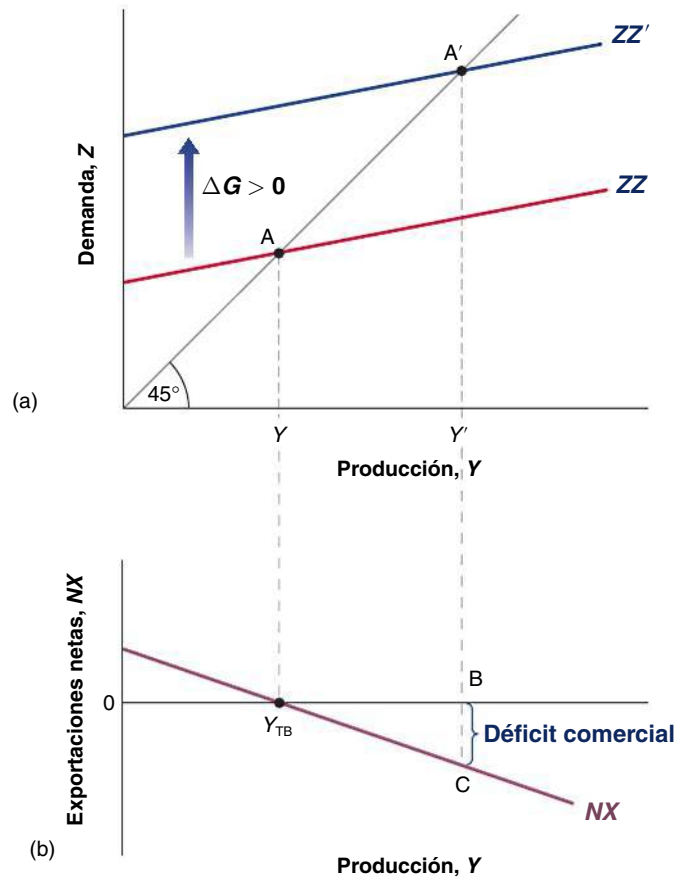 ZZ′
A′
Demanda, Z
ΔG > 0
ZZ
A
45°
(a)
Y
Y′
Producción, Y
Exportaciones netas, NX
B
0
Y_TB
Déficit comercial
C
NX
(b)
Producción, Y